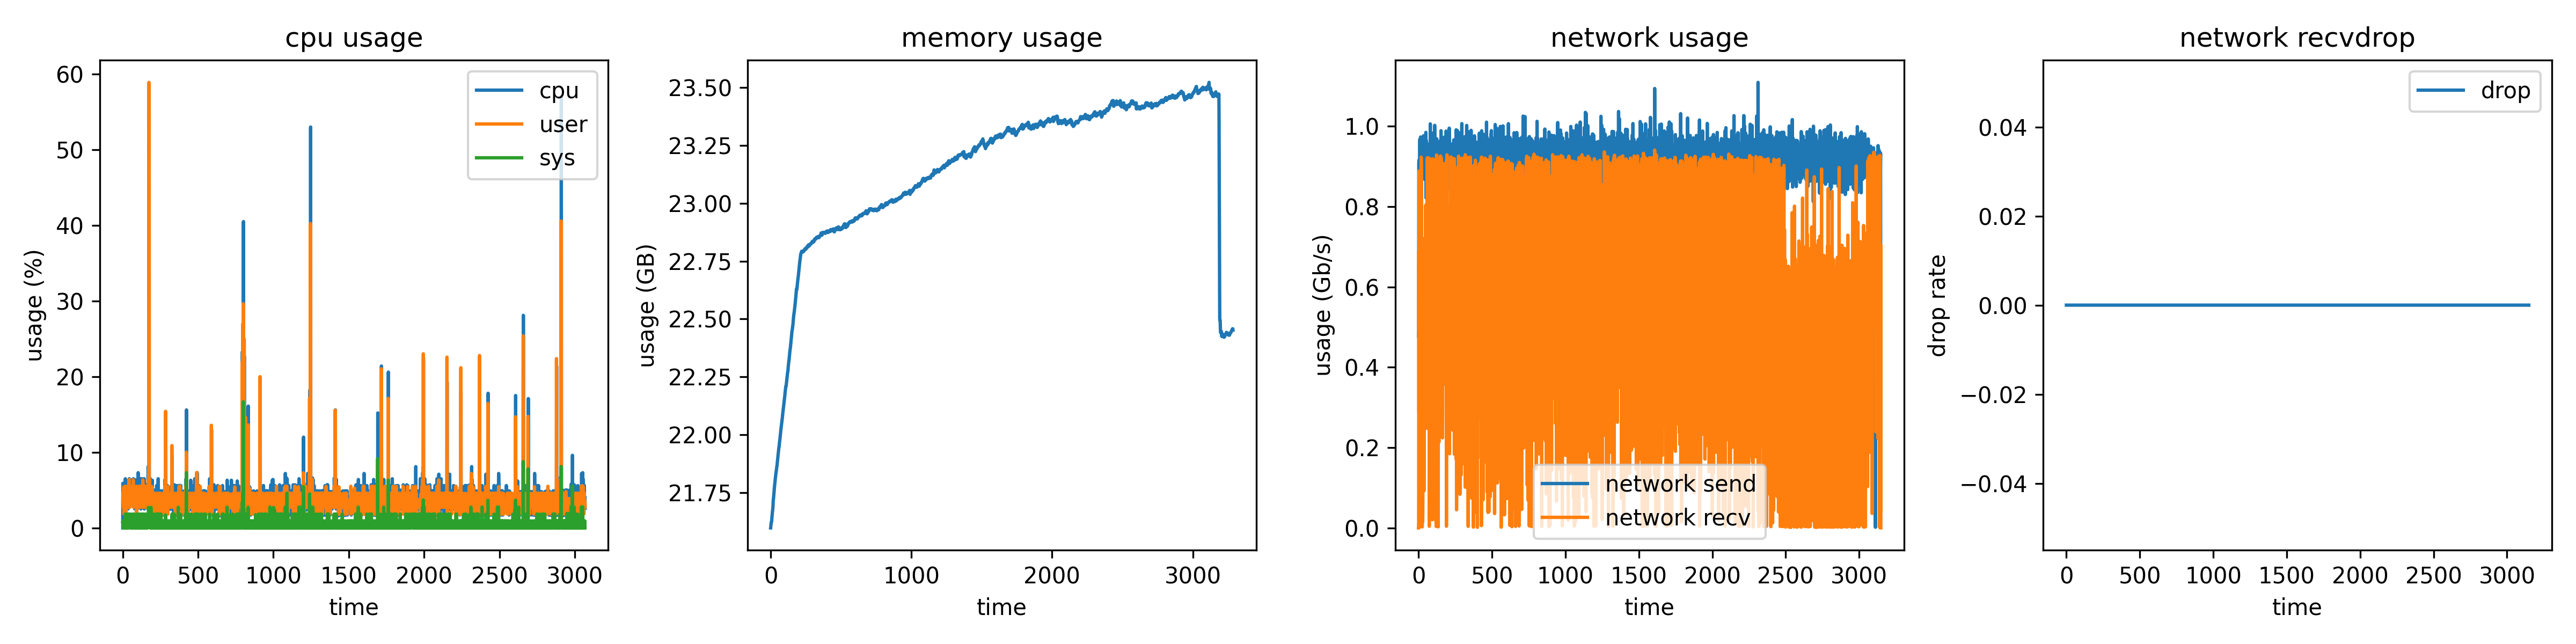 cpu usage
usage (%)
60
50
40
30
20
10
0
cpu
user
sys
0 500 1000 1500 2000 2500 3000
time
memory usage
usage (GB)
23.50
23.25
23.00
22.75
22.50
22.25
22.00
21.75
0 1000 2000 3000
time
network usage
usage (Gb/s)
1.0
0.8
0.6
0.4
0.2
0.0
network send
network recv
0 500 1000 1500 2000 2500 3000
time
network recvdrop
drop rate
0.04
0.02
0.00
−0.02
−0.04
drop
0 500 1000 1500 2000 2500 3000
time